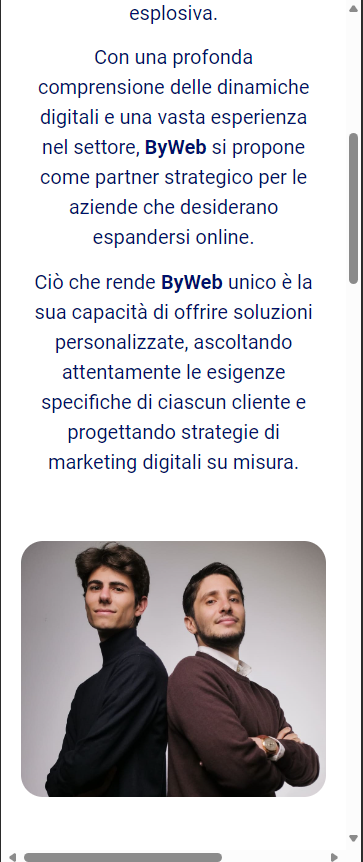 esplosiva.
Con una profonda
comprensione delle dinamiche
digitali e una vasta esperienza
nel settore, ByWeb si propone
come partner strategico per le
aziende che desiderano
espandersi online.
Ciò che rende ByWeb unico è la
sua capacità di offrire soluzioni
personalizzate, ascoltando
attentamente le esigenze
specifiche di ciascun cliente e
progettando strategie di
marketing digitali su misura.